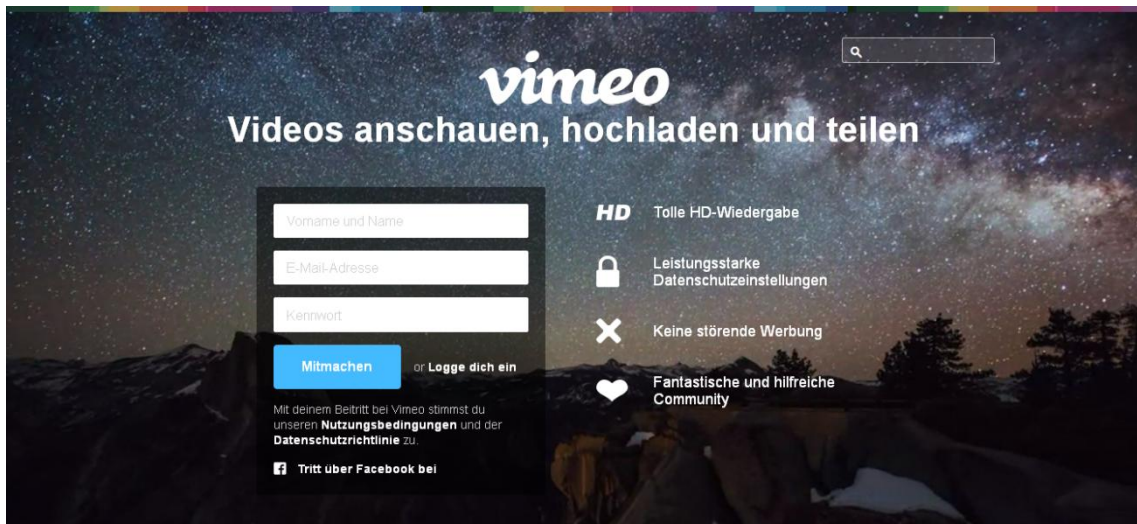 vimeo
Videos anschauen, hochladen und teilen
Vorname und Name
E-Mail-Adresse
Kennwort
Mitmachen or Logge dich ein
Mit deinem Beitritt bei Vimeo stimmst du
unseren Nutzungsbedingungen und der
Datenschutzrichtlinie zu.
Tritt über Facebook bei
HD Tolle HD-Wiedergabe
Leistungsstarke
Datenschutzeinstellungen
Keine störende Werbung
Fantastische und hilfreiche
Community